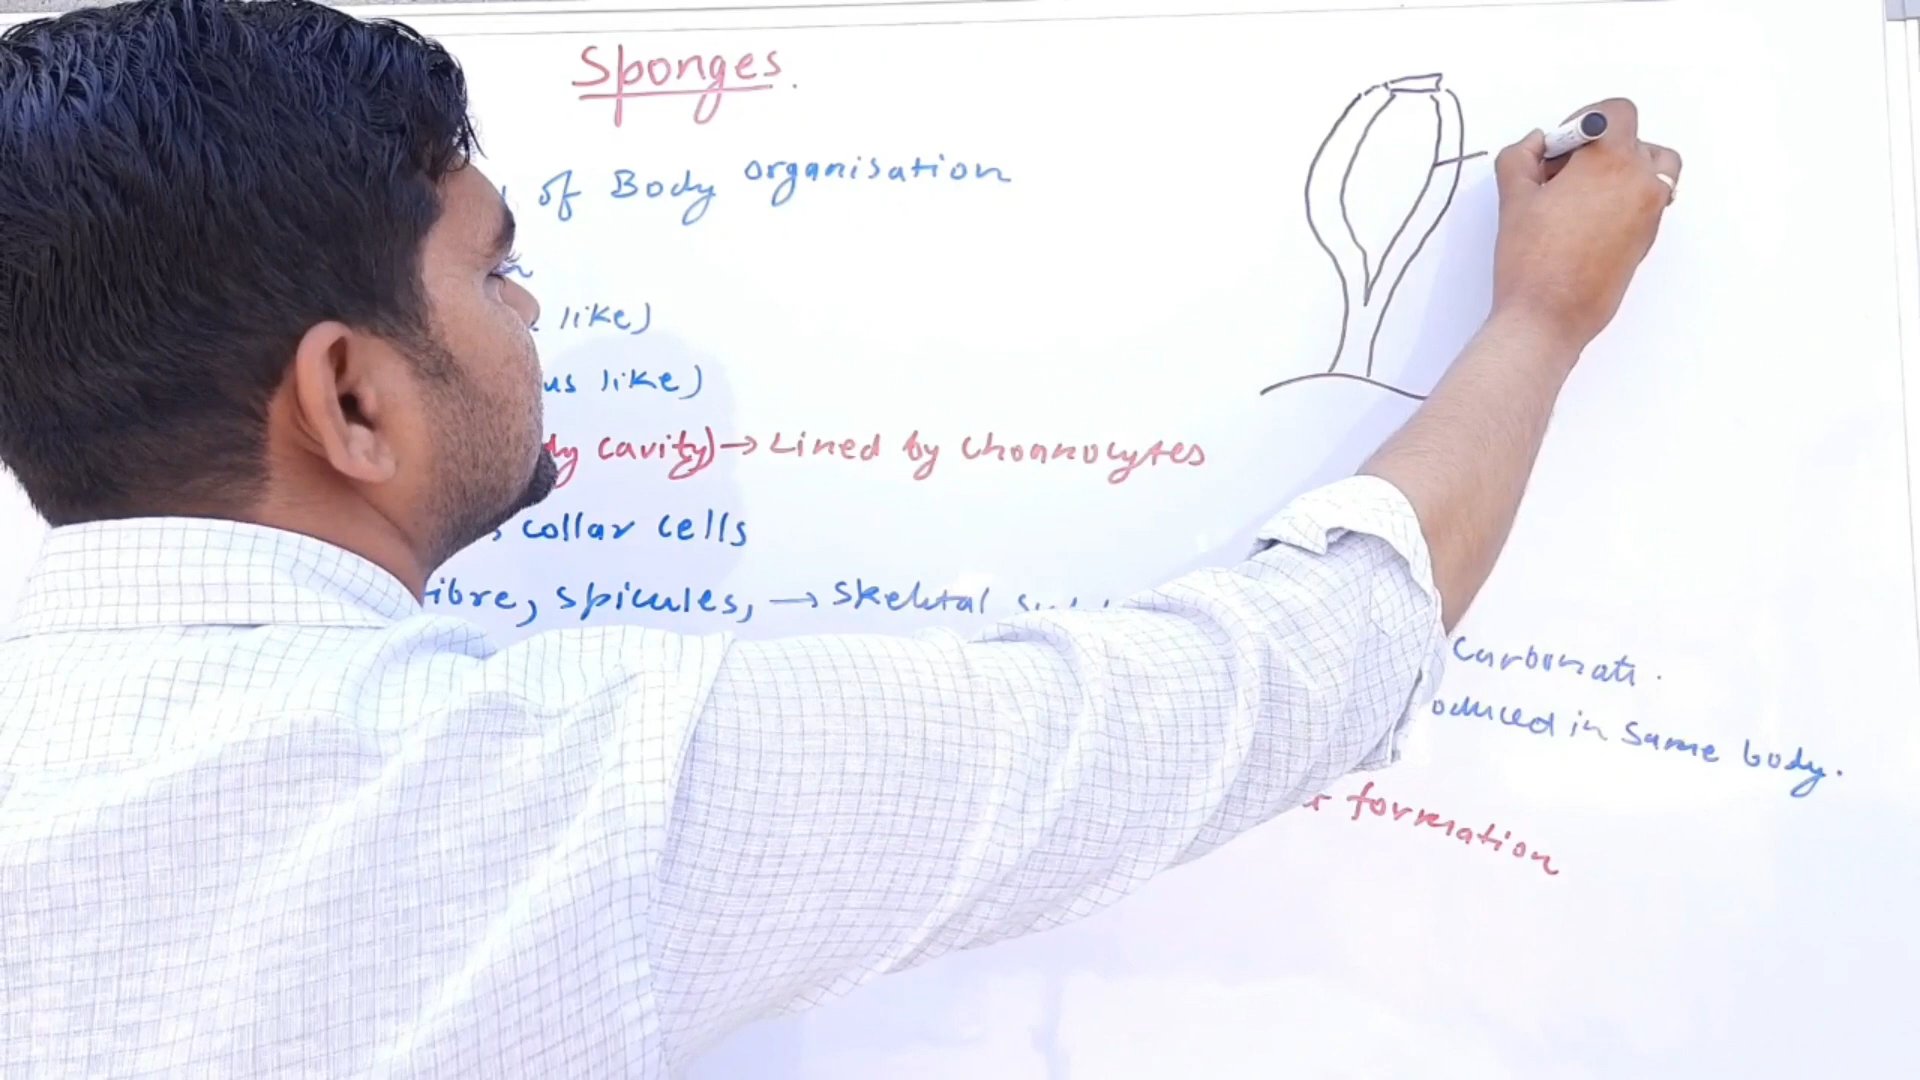 Sponges.
of Body organisation
like)
us like)
dy cavity) → Lined by Choanocytes
collar cells
ibre, spicules, → Skeletal
Carbonate.
oduced in same body.
formation